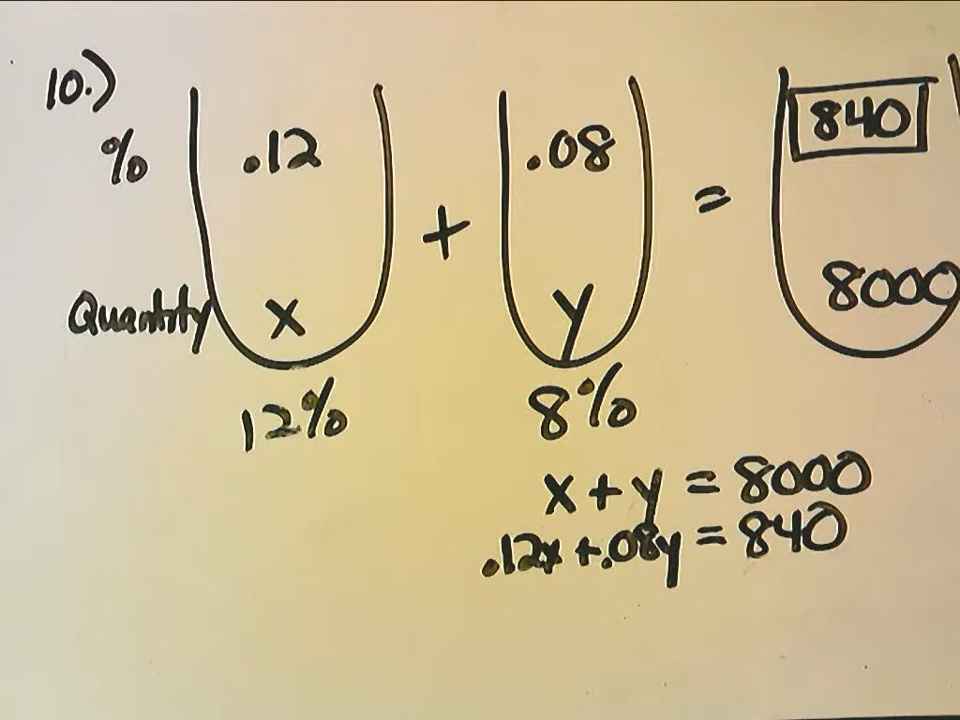 10.)
% .12 + .08 = 840
Quantity x y 8000
12% 8%
x + y = 8000
.12x + .08y = 840